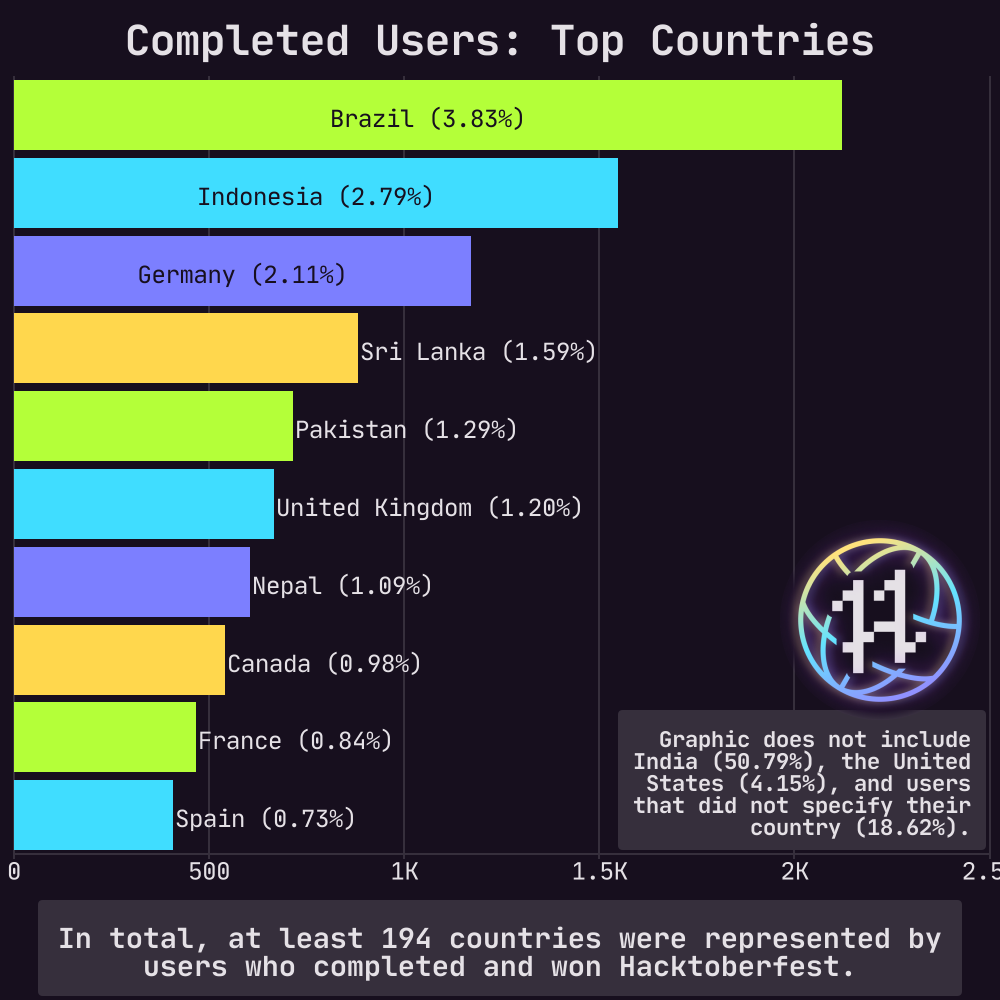 Completed Users: Top Countries
Brazil (3.83%)
Indonesia (2.79%)
Germany (2.11%)
Sri Lanka (1.59%)
Pakistan (1.29%)
United Kingdom (1.20%)
Nepal (1.09%)
Canada (0.98%)
France (0.84%)
Spain (0.73%)
Graphic does not include
India (50.79%), the United
States (4.15%), and users
that did not specify their
country (18.62%).
0 500 1K 1.5K 2K 2.5
In total, at least 194 countries were represented by
users who completed and won Hacktoberfest.